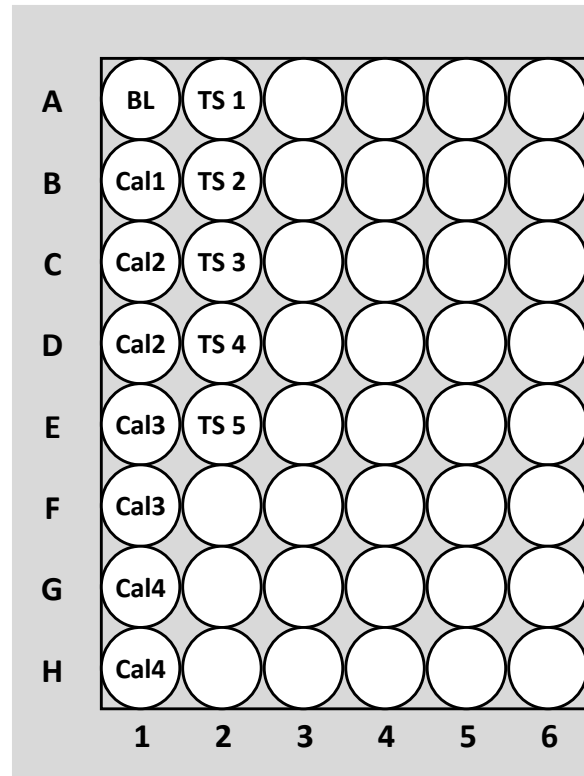 A BL TS 1
B Cal1 TS 2
C Cal2 TS 3
D Cal2 TS 4
E Cal3 TS 5
F Cal3
G Cal4
H Cal4
1 2 3 4 5 6